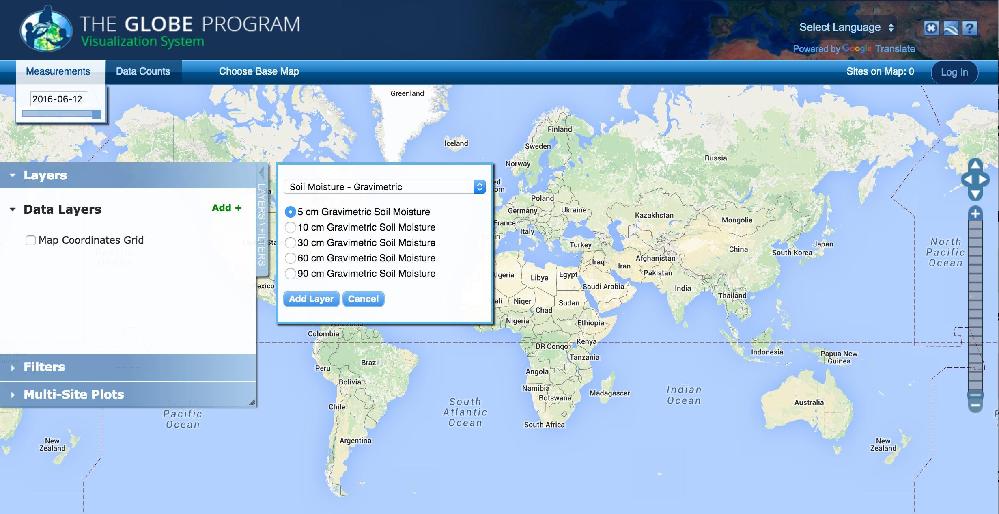 THE GLOBE PROGRAM
Visualization System
Select Language
Powered by Google Translate
?
Measurements
Data Counts
Choose Base Map
Sites on Map: 0
Log In
2016-06-12
Layers
Data Layers
Add +
Map Coordinates Grid
Filters
Multi-Site Plots
LAYERS \ FILTERS
Soil Moisture - Gravimetric
5 cm Gravimetric Soil Moisture
10 cm Gravimetric Soil Moisture
30 cm Gravimetric Soil Moisture
60 cm Gravimetric Soil Moisture
90 cm Gravimetric Soil Moisture
Add Layer
Cancel
Greenland
Iceland
Finland
Sweden
Norway
Russia
Poland
Germany
Ukraine
France
Italy
Kazakhstan
Mongolia
Turkey
China
Japan
South Korea
Afghanistan
Iraq
Iran
Pakistan
Libya
Egypt
Saudi Arabia
India
Thailand
Niger
Sudan
Chad
Nigeria
Ethiopia
Venezuela
Colombia
DR Congo
Kenya
Tanzania
Indonesia
Papua New
Guinea
Brazil
Peru
Angola
Bolivia
Namibia
Botswana
Madagascar
Chile
South Africa
Australia
Argentina
New
Zealand
New
Zealand
North
Pacific
Ocean
Pacific
Ocean
South
Pacific
Ocean
South
Atlantic
Ocean
Indian
Ocean